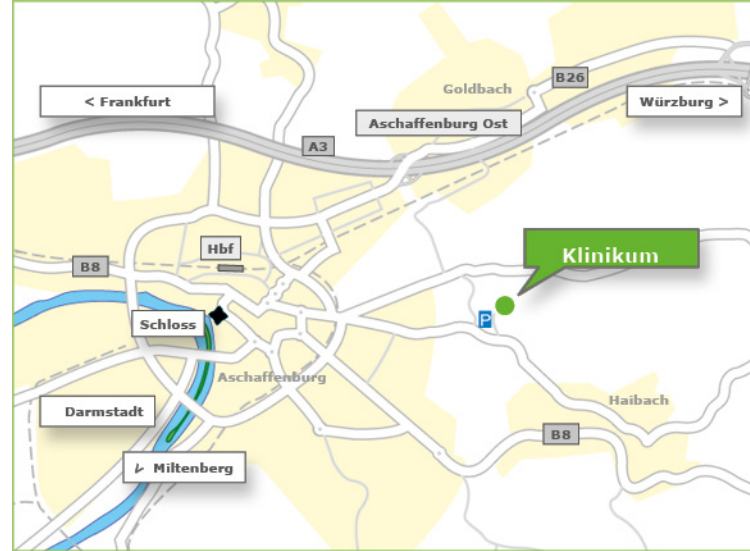 B26
Goldbach
< Frankfurt
Würzburg >
Aschaffenburg Ost
A3
Hbf
Klinikum
B8
P
Schloss
Aschaffenburg
Haibach
Darmstadt
B8
Miltenberg